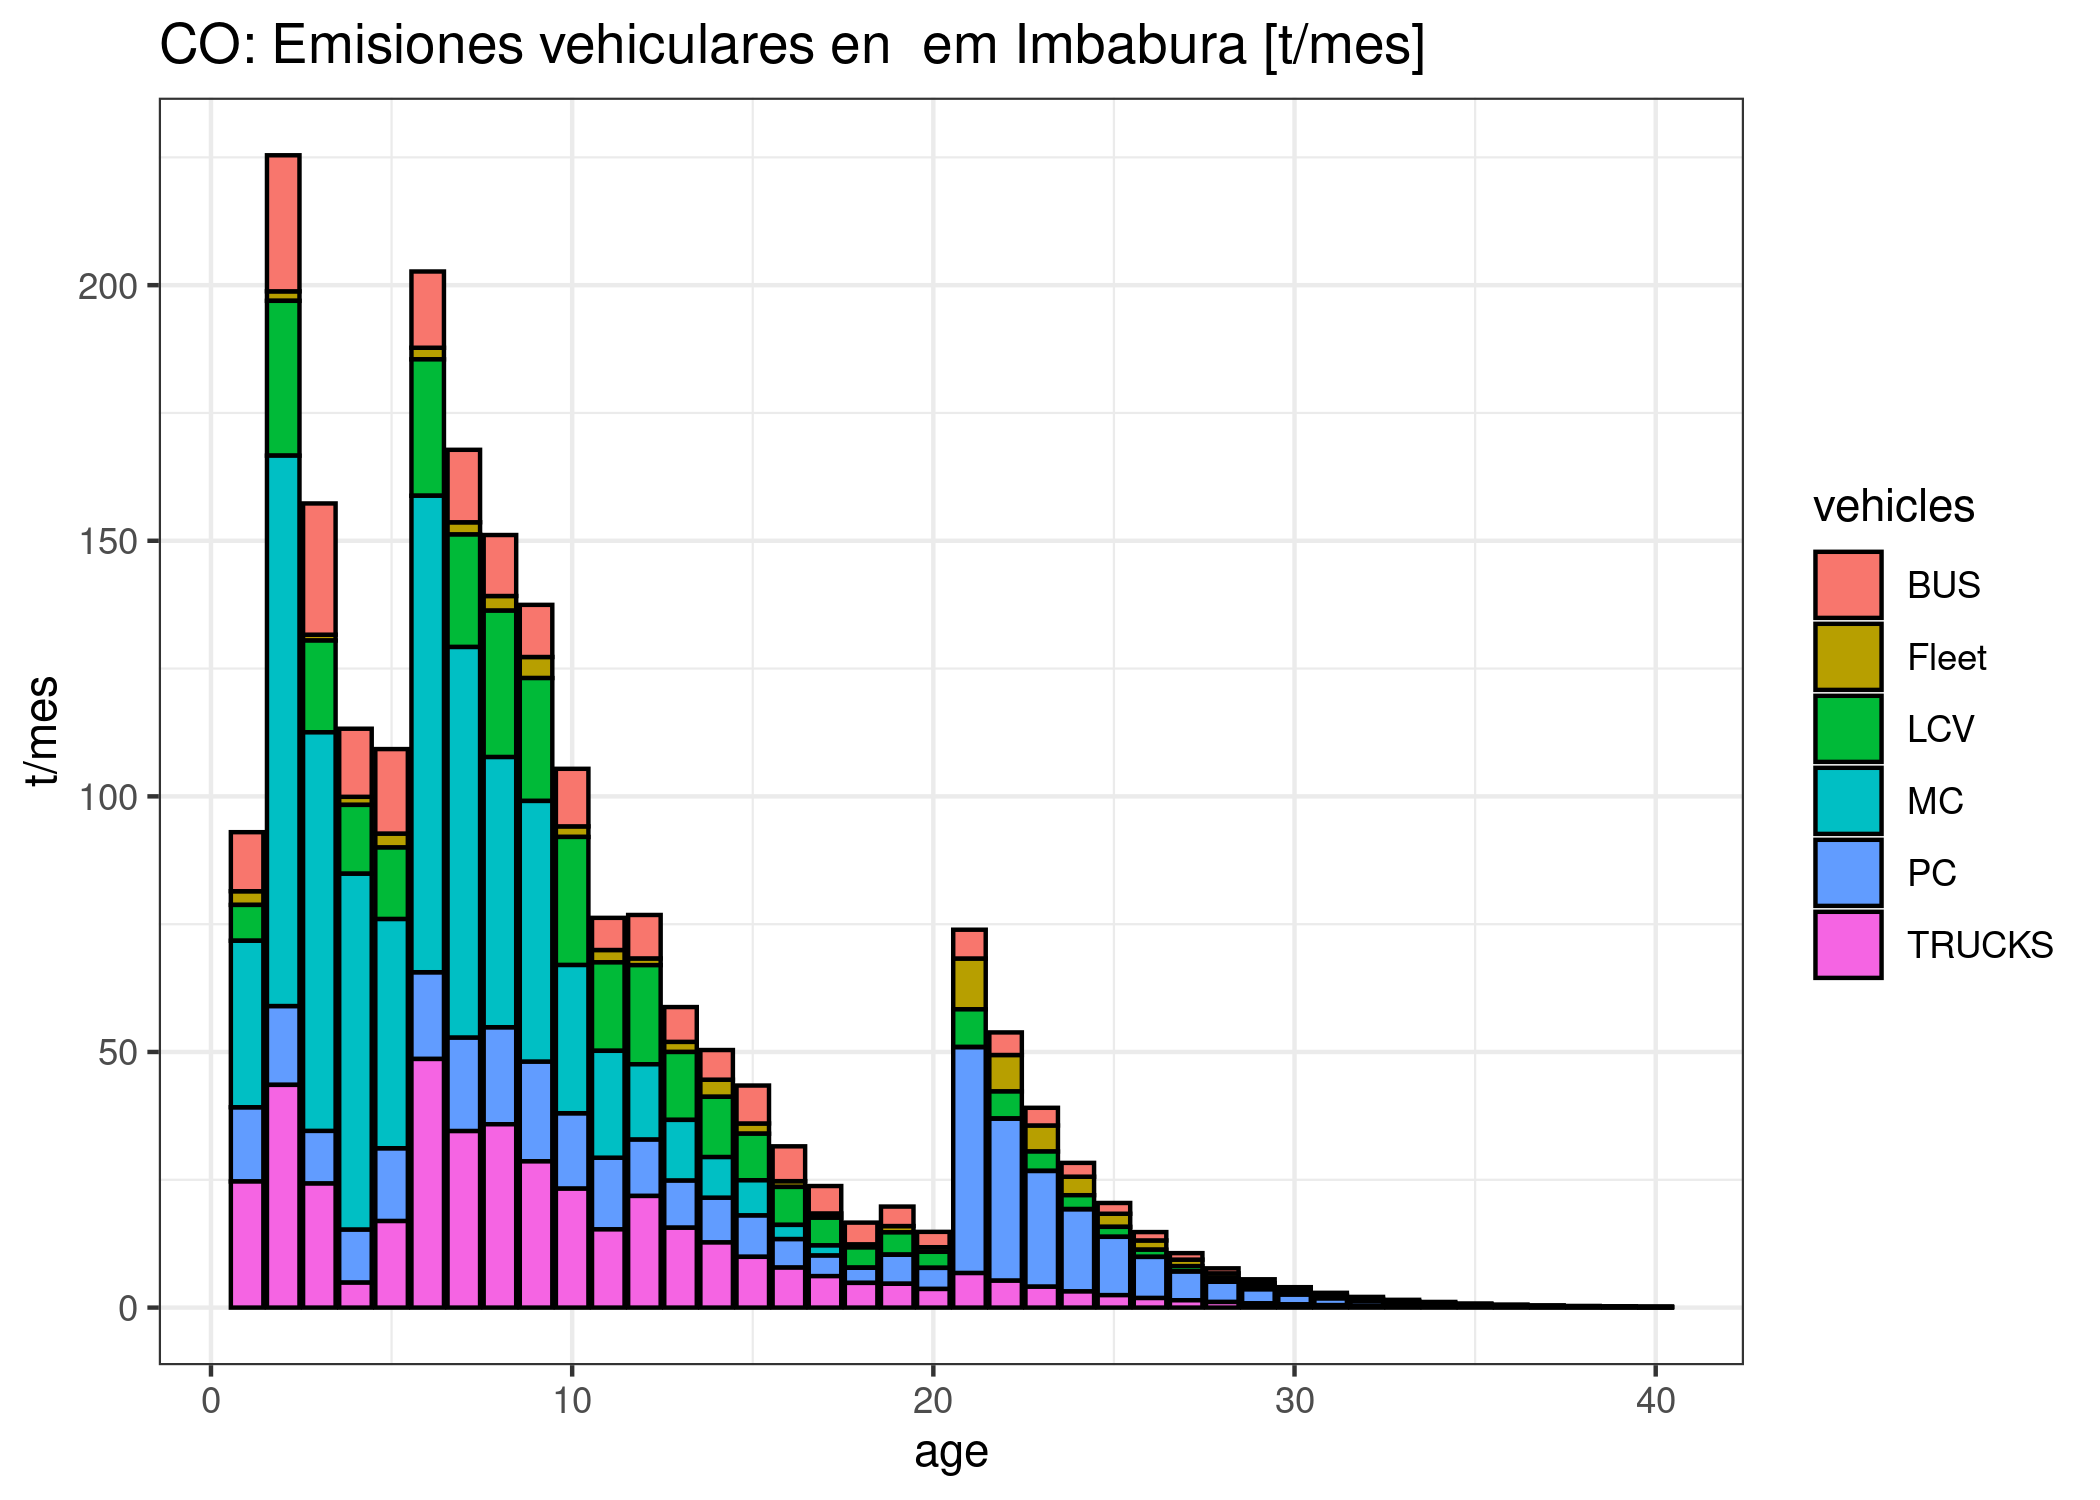 CO: Emisiones vehiculares en  em Imbabura [t/mes]
t/mes
200
150
100
50
0
0
10
20
30
40
age
vehicles
BUS
Fleet
LCV
MC
PC
TRUCKS